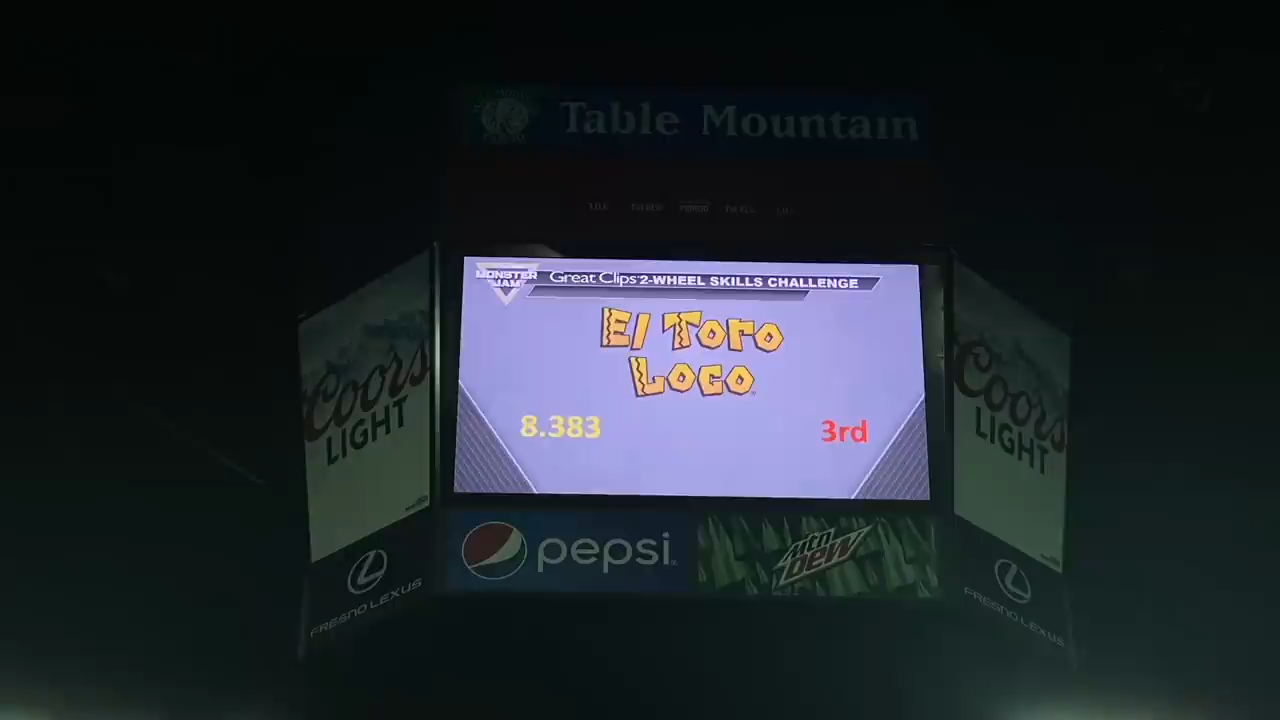 Table Mountain
MONSTER
JAM
Great Clips 2-WHEEL SKILLS CHALLENGE
El Toro
Loco
8.383
3rd
Coors
LIGHT
Coors
LIGHT
pepsi
mtn
dew
FRESNO LEXUS
FRESNO LEXUS